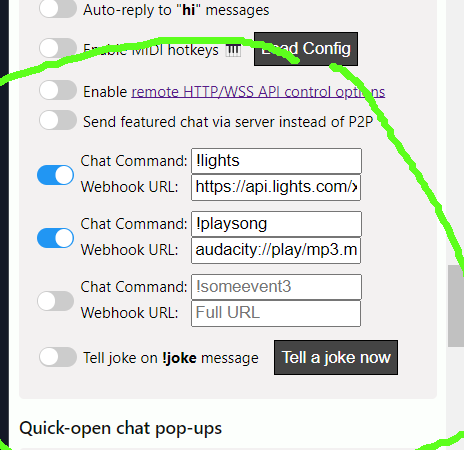 Auto-reply to "hi" messages
Enable MIDI hotkeys Load Config
Enable remote HTTP/WSS API control options
Send featured chat via server instead of P2P
Chat Command: !lights
Webhook URL: https://api.lights.com/x
Chat Command: !playsong
Webhook URL: audacity://play/mp3.m
Chat Command: !someevent3
Webhook URL: Full URL
Tell joke on !joke message Tell a joke now
Quick-open chat pop-ups